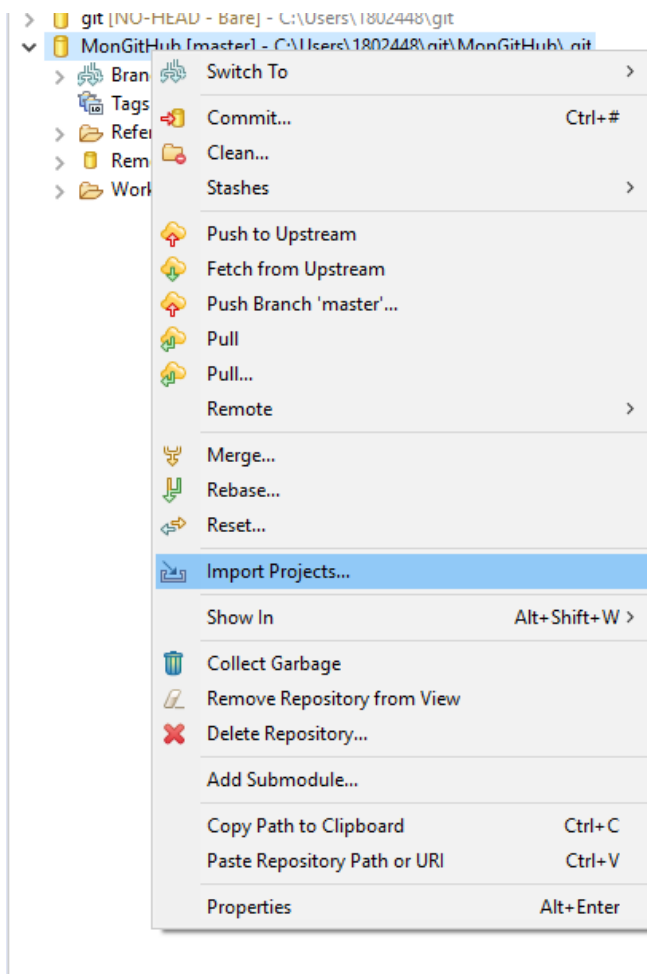 git [NO-HEAD - Bare] - C:\Users\1802448\git
MonGitHub [master] - C:\Users\1802448\git\MonGitHub\.git
Bran
Switch To
Tags
Commit... Ctrl+#
Refe
Clean...
Rem
Stashes
Work
Push to Upstream
Fetch from Upstream
Push Branch 'master'...
Pull
Pull...
Remote
Merge...
Rebase...
Reset...
Import Projects...
Show In Alt+Shift+W
Collect Garbage
Remove Repository from View
Delete Repository...
Add Submodule...
Copy Path to Clipboard Ctrl+C
Paste Repository Path or URI Ctrl+V
Properties Alt+Enter